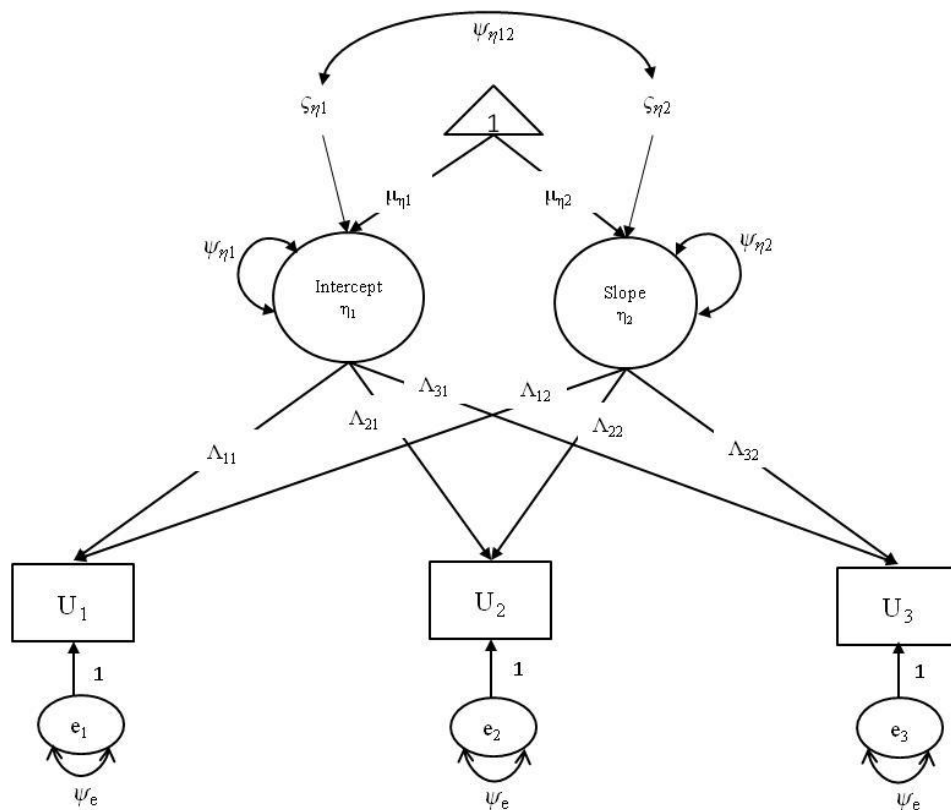 ψη12
ςη1
ςη2
1
μη1
μη2
ψη1
ψη2
Intercept
η1
Slope
η2
Λ31
Λ12
Λ21
Λ22
Λ11
Λ32
U1
U2
U3
1
1
1
e1
e2
e3
ψe
ψe
ψe